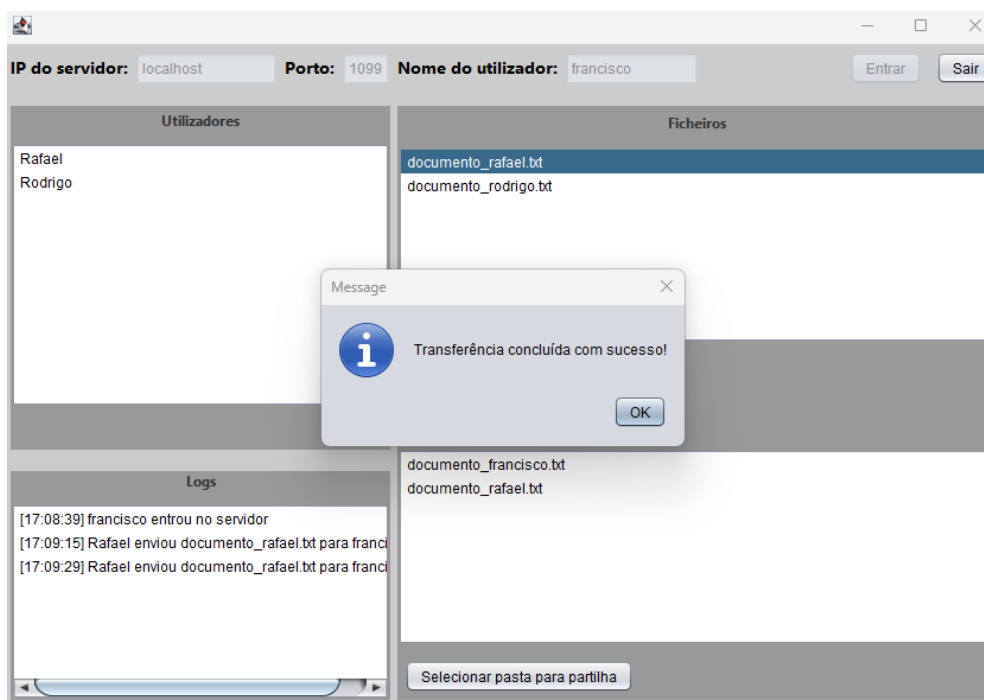 IP do servidor: localhost Porto: 1099 Nome do utilizador: francisco Entrar Sair
Utilizadores
Rafael
Rodrigo
Ficheiros
documento_rafael.txt
documento_rodrigo.txt
Message
Transferência concluída com sucesso!
OK
documento_francisco.txt
documento_rafael.txt
Logs
[17:08:39] francisco entrou no servidor
[17:09:15] Rafael enviou documento_rafael.txt para franci
[17:09:29] Rafael enviou documento_rafael.txt para franci
Selecionar pasta para partilha